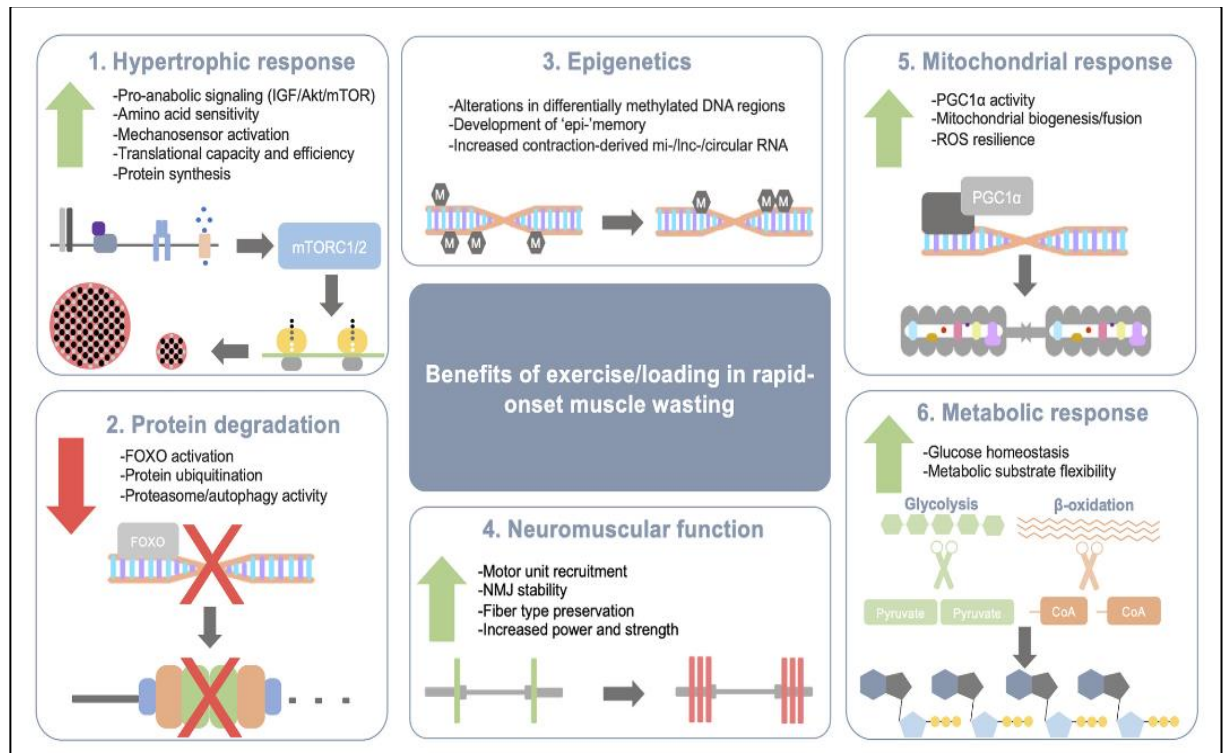 1. Hypertrophic response
-Pro-anabolic signaling (IGF/Akt/mTOR)
-Amino acid sensitivity
-Mechanosensor activation
-Translational capacity and efficiency
-Protein synthesis
mTORC1/2
2. Protein degradation
-FOXO activation
-Protein ubiquitination
-Proteasome/autophagy activity
FOXO
3. Epigenetics
-Alterations in differentially methylated DNA regions
-Development of ‘epi-’memory
-Increased contraction-derived mi-/lnc-/circular RNA
M
M M
M M M
M
M
Benefits of exercise/loading in rapid-
onset muscle wasting
4. Neuromuscular function
-Motor unit recruitment
-NMJ stability
-Fiber type preservation
-Increased power and strength
5. Mitochondrial response
-PGC1α activity
-Mitochondrial biogenesis/fusion
-ROS resilience
PGC1α
6. Metabolic response
-Glucose homeostasis
-Metabolic substrate flexibility
Glycolysis β-oxidation
Pyruvate Pyruvate CoA CoA